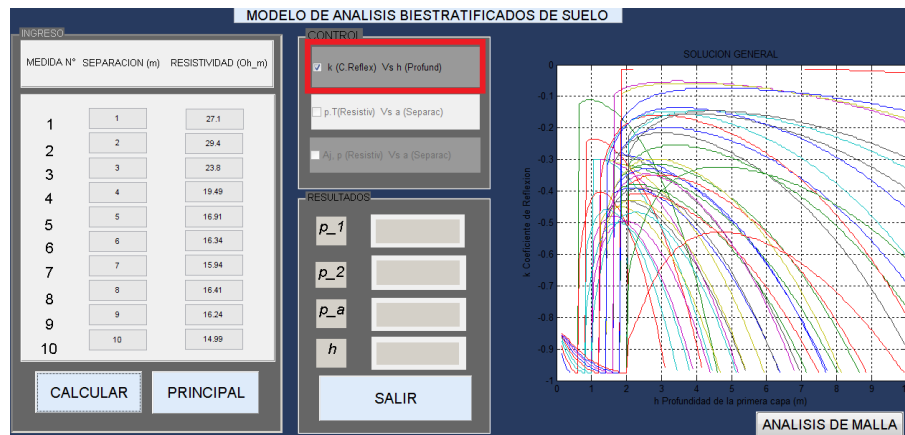 MODELO DE ANALISIS BIESTRATIFICADOS DE SUELO
INGRESO
MEDIDA N° SEPARACION (m) RESISTIVIDAD (Oh_m)
1 1 27.1
2 2 29.4
3 3 23.8
4 4 19.49
5 5 16.91
6 6 16.34
7 7 15.94
8 8 16.41
9 9 16.24
10 10 14.99
CALCULAR
PRINCIPAL
CONTROL
k (C.Reflex) Vs h (Profund)
p.T(Resistiv) Vs a (Separac)
Aj, p (Resistiv) Vs a (Separac)
RESULTADOS
p_1
p_2
p_a
h
SALIR
SOLUCION GENERAL
k Coeficiente de Reflexion
0
-0.1
-0.2
-0.3
-0.4
-0.5
-0.6
-0.7
-0.8
-0.9
-1
0 1 2 3 4 5 6 7 8 9
h Profundidad de la primera capa (m)
ANALISIS DE MALLA